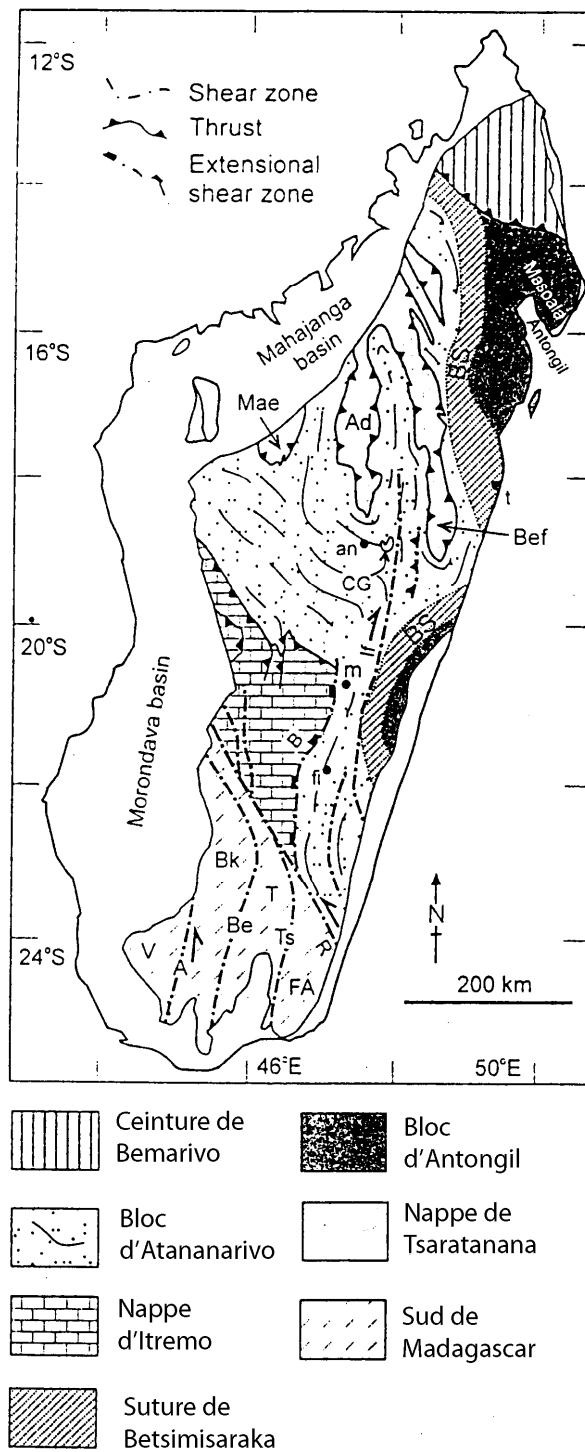 12°S
Shear zone
Thrust
Extensional
shear zone
Masoala
Antongil
Mahajanga
basin
16°S
BS
Mae
Ad
t
an
Bef
CG
20°S
BS
lf
m
Morondava basin
B
fi
Bk
T
N
Be
Ts
R
V
A
24°S
FA
200 km
46°E
50°E
Ceinture de
Bemarivo
Bloc
d'Antongil
Bloc
d'Atananarivo
Nappe de
Tsaratanana
Nappe
d'Itremo
Sud de
Madagascar
Suture de
Betsimisaraka